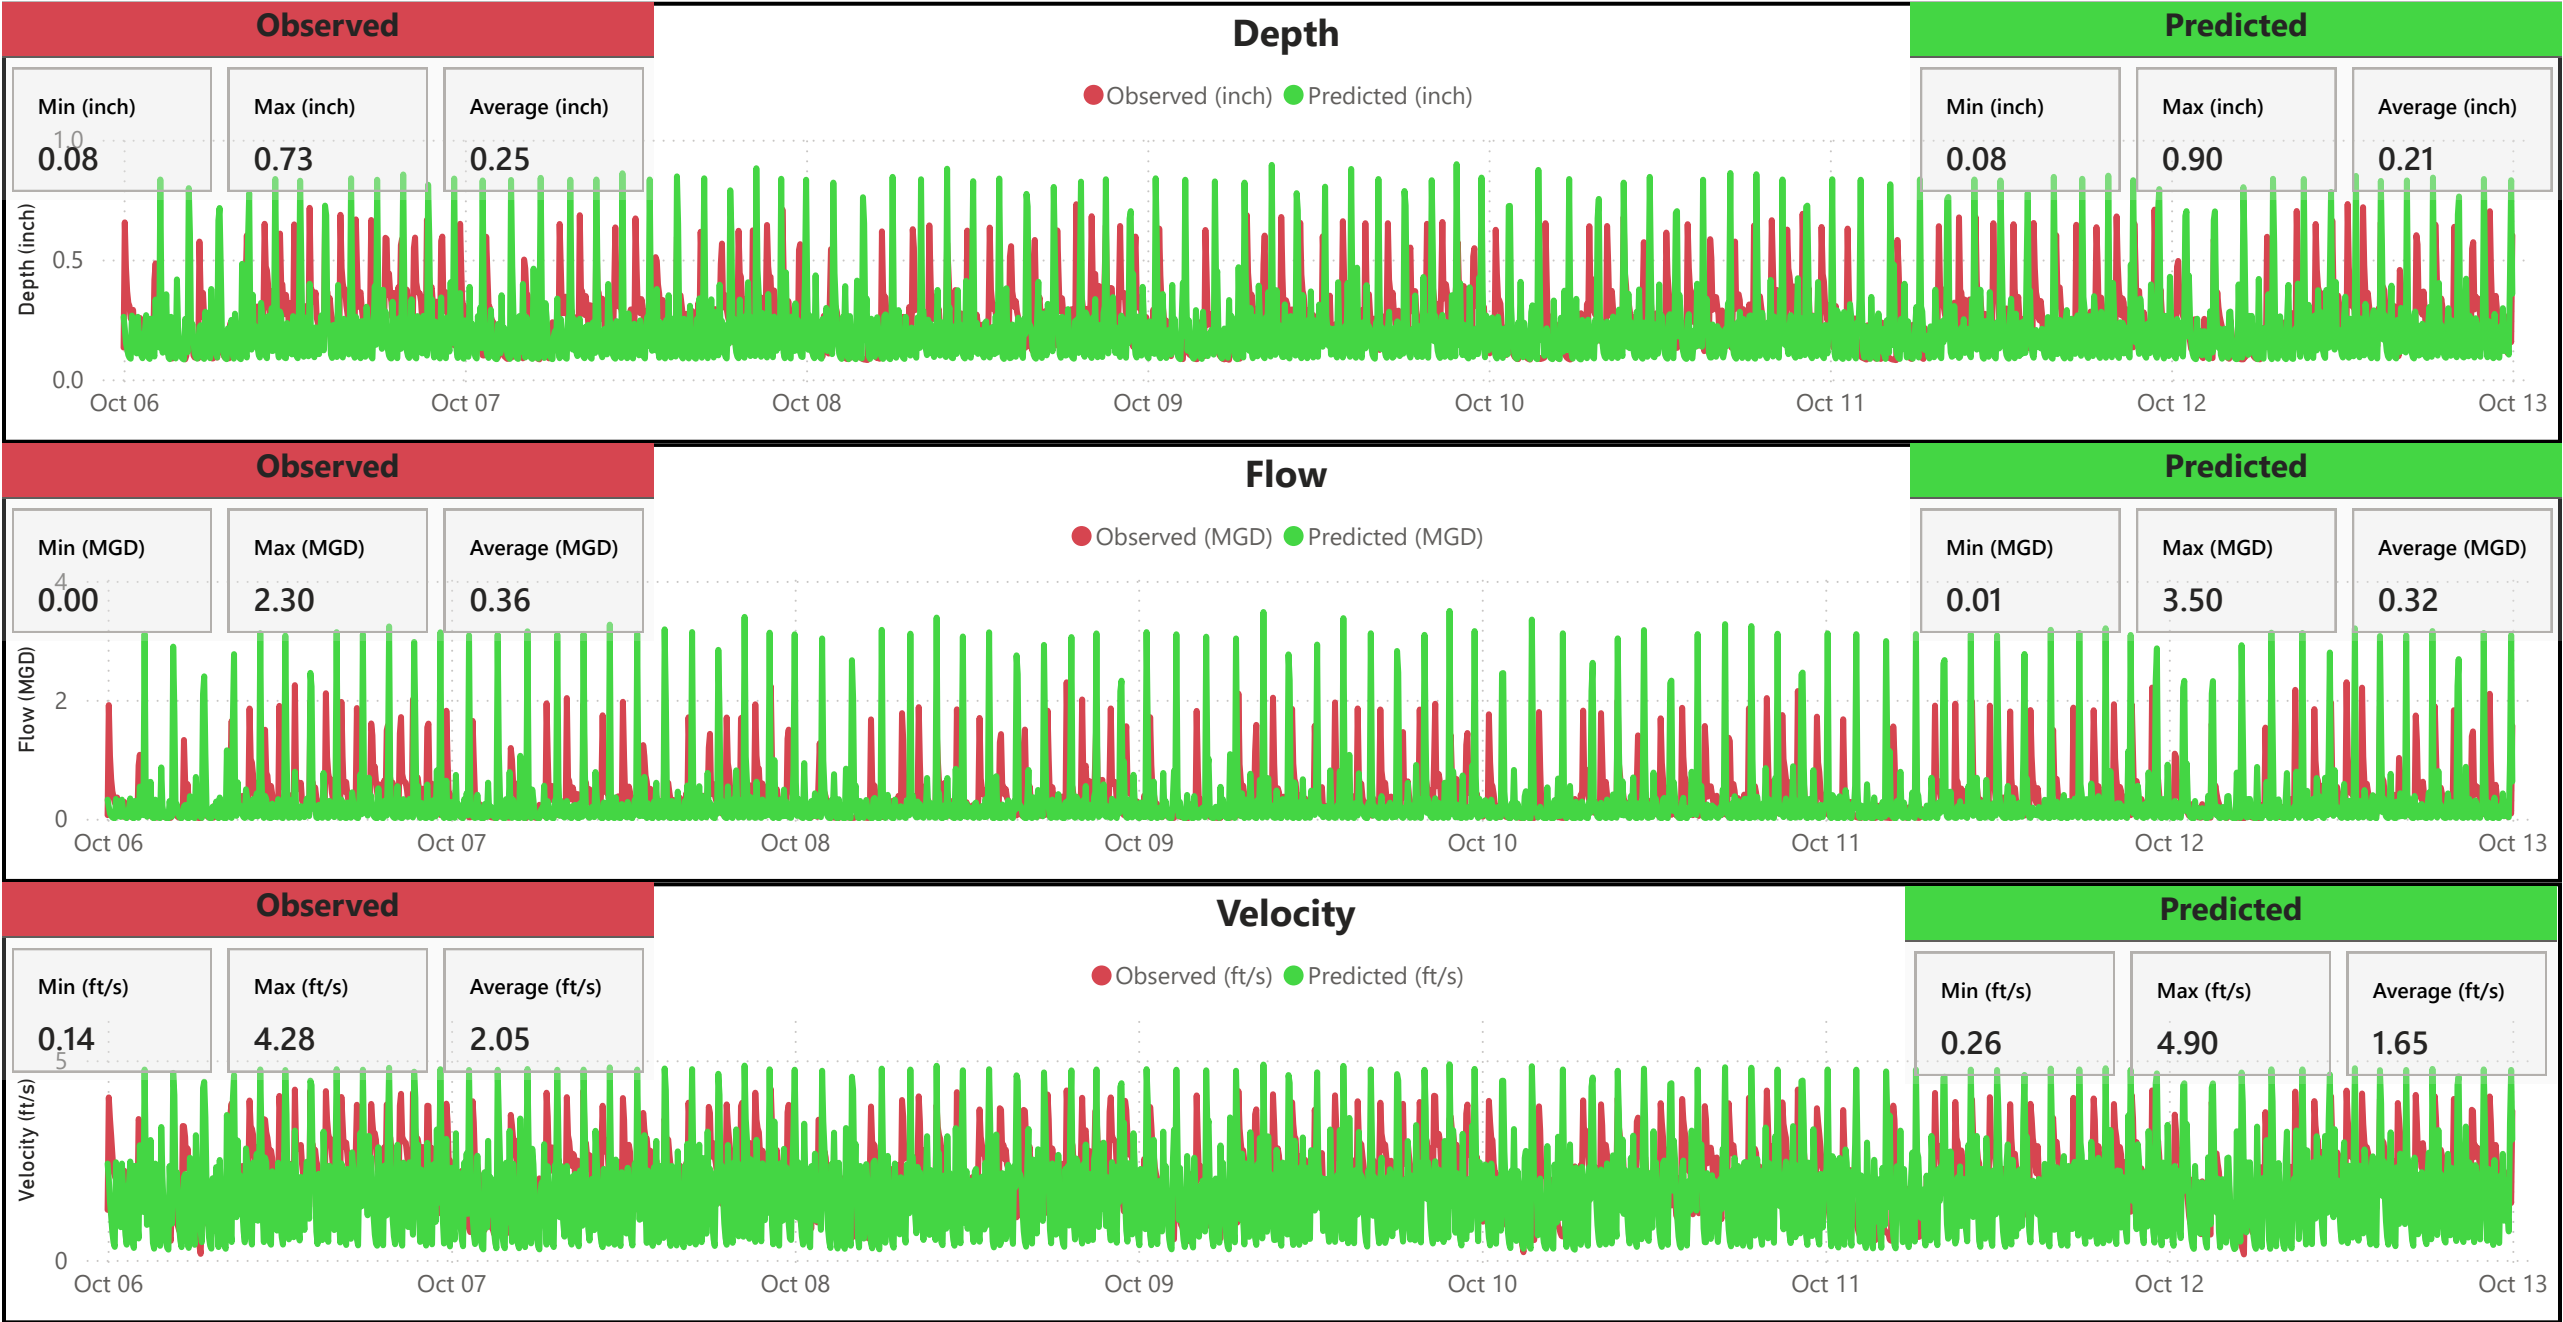 Observed
Depth
Predicted
Observed (inch) Predicted (inch)
Min (inch)
0.08
Max (inch)
0.73
Average (inch)
0.25
Min (inch)
0.08
Max (inch)
0.90
Average (inch)
0.21
Depth (inch)
1.0
0.5
0.0
Oct 06 Oct 07 Oct 08 Oct 09 Oct 10 Oct 11 Oct 12 Oct 13
Observed
Flow
Predicted
Observed (MGD) Predicted (MGD)
Min (MGD)
0.00
Max (MGD)
2.30
Average (MGD)
0.36
Min (MGD)
0.01
Max (MGD)
3.50
Average (MGD)
0.32
Flow (MGD)
4
2
0
Oct 06 Oct 07 Oct 08 Oct 09 Oct 10 Oct 11 Oct 12 Oct 13
Observed
Velocity
Predicted
Observed (ft/s) Predicted (ft/s)
Min (ft/s)
0.14
Max (ft/s)
4.28
Average (ft/s)
2.05
Min (ft/s)
0.26
Max (ft/s)
4.90
Average (ft/s)
1.65
Velocity (ft/s)
5
0
Oct 06 Oct 07 Oct 08 Oct 09 Oct 10 Oct 11 Oct 12 Oct 13